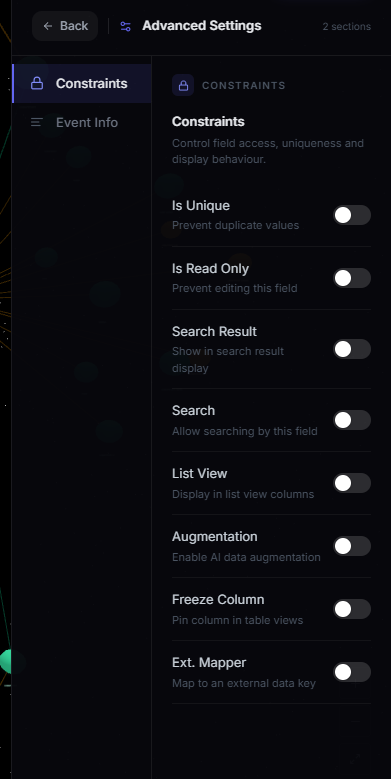 Back
Advanced Settings
2 sections
Constraints
Event Info
CONSTRAINTS
Constraints
Control field access, uniqueness and
display behaviour.
Is Unique
Prevent duplicate values
Is Read Only
Prevent editing this field
Search Result
Show in search result
display
Search
Allow searching by this field
List View
Display in list view columns
Augmentation
Enable AI data augmentation
Freeze Column
Pin column in table views
Ext. Mapper
Map to an external data key